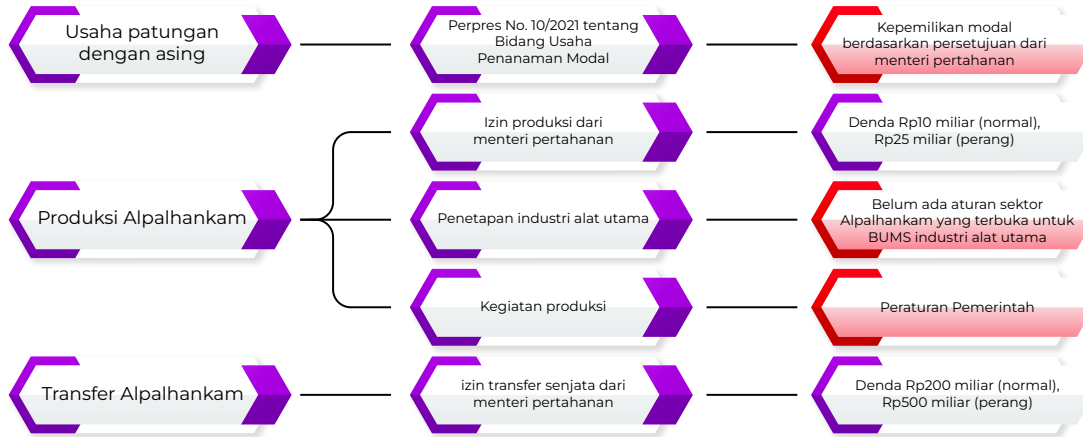 Usaha patungan
dengan asing
Perpres No. 10/2021 tentang
Bidang Usaha
Penanaman Modal
Kepemilikan modal
berdasarkan persetujuan dari
menteri pertahanan
Produksi Alpalhankam
Izin produksi dari
menteri pertahanan
Denda Rp10 miliar (normal),
Rp25 miliar (perang)
Penetapan industri alat utama
Belum ada aturan sektor
Alpalhankam yang terbuka untuk
BUMS industri alat utama
Kegiatan produksi
Peraturan Pemerintah
Transfer Alpalhankam
izin transfer senjata dari
menteri pertahanan
Denda Rp200 miliar (normal),
Rp500 miliar (perang)